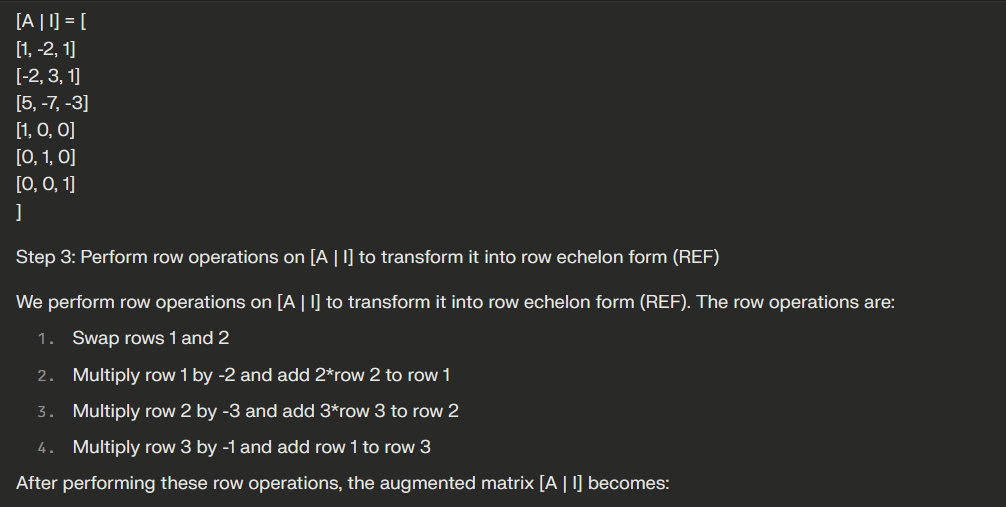 [A | I] = [
[1, -2, 1]
[-2, 3, 1]
[5, -7, -3]
[1, 0, 0]
[0, 1, 0]
[0, 0, 1]
]
Step 3: Perform row operations on [A | I] to transform it into row echelon form (REF)
We perform row operations on [A | I] to transform it into row echelon form (REF). The row operations are:
1. Swap rows 1 and 2
2. Multiply row 1 by -2 and add 2*row 2 to row 1
3. Multiply row 2 by -3 and add 3*row 3 to row 2
4. Multiply row 3 by -1 and add row 1 to row 3
After performing these row operations, the augmented matrix [A | I] becomes: